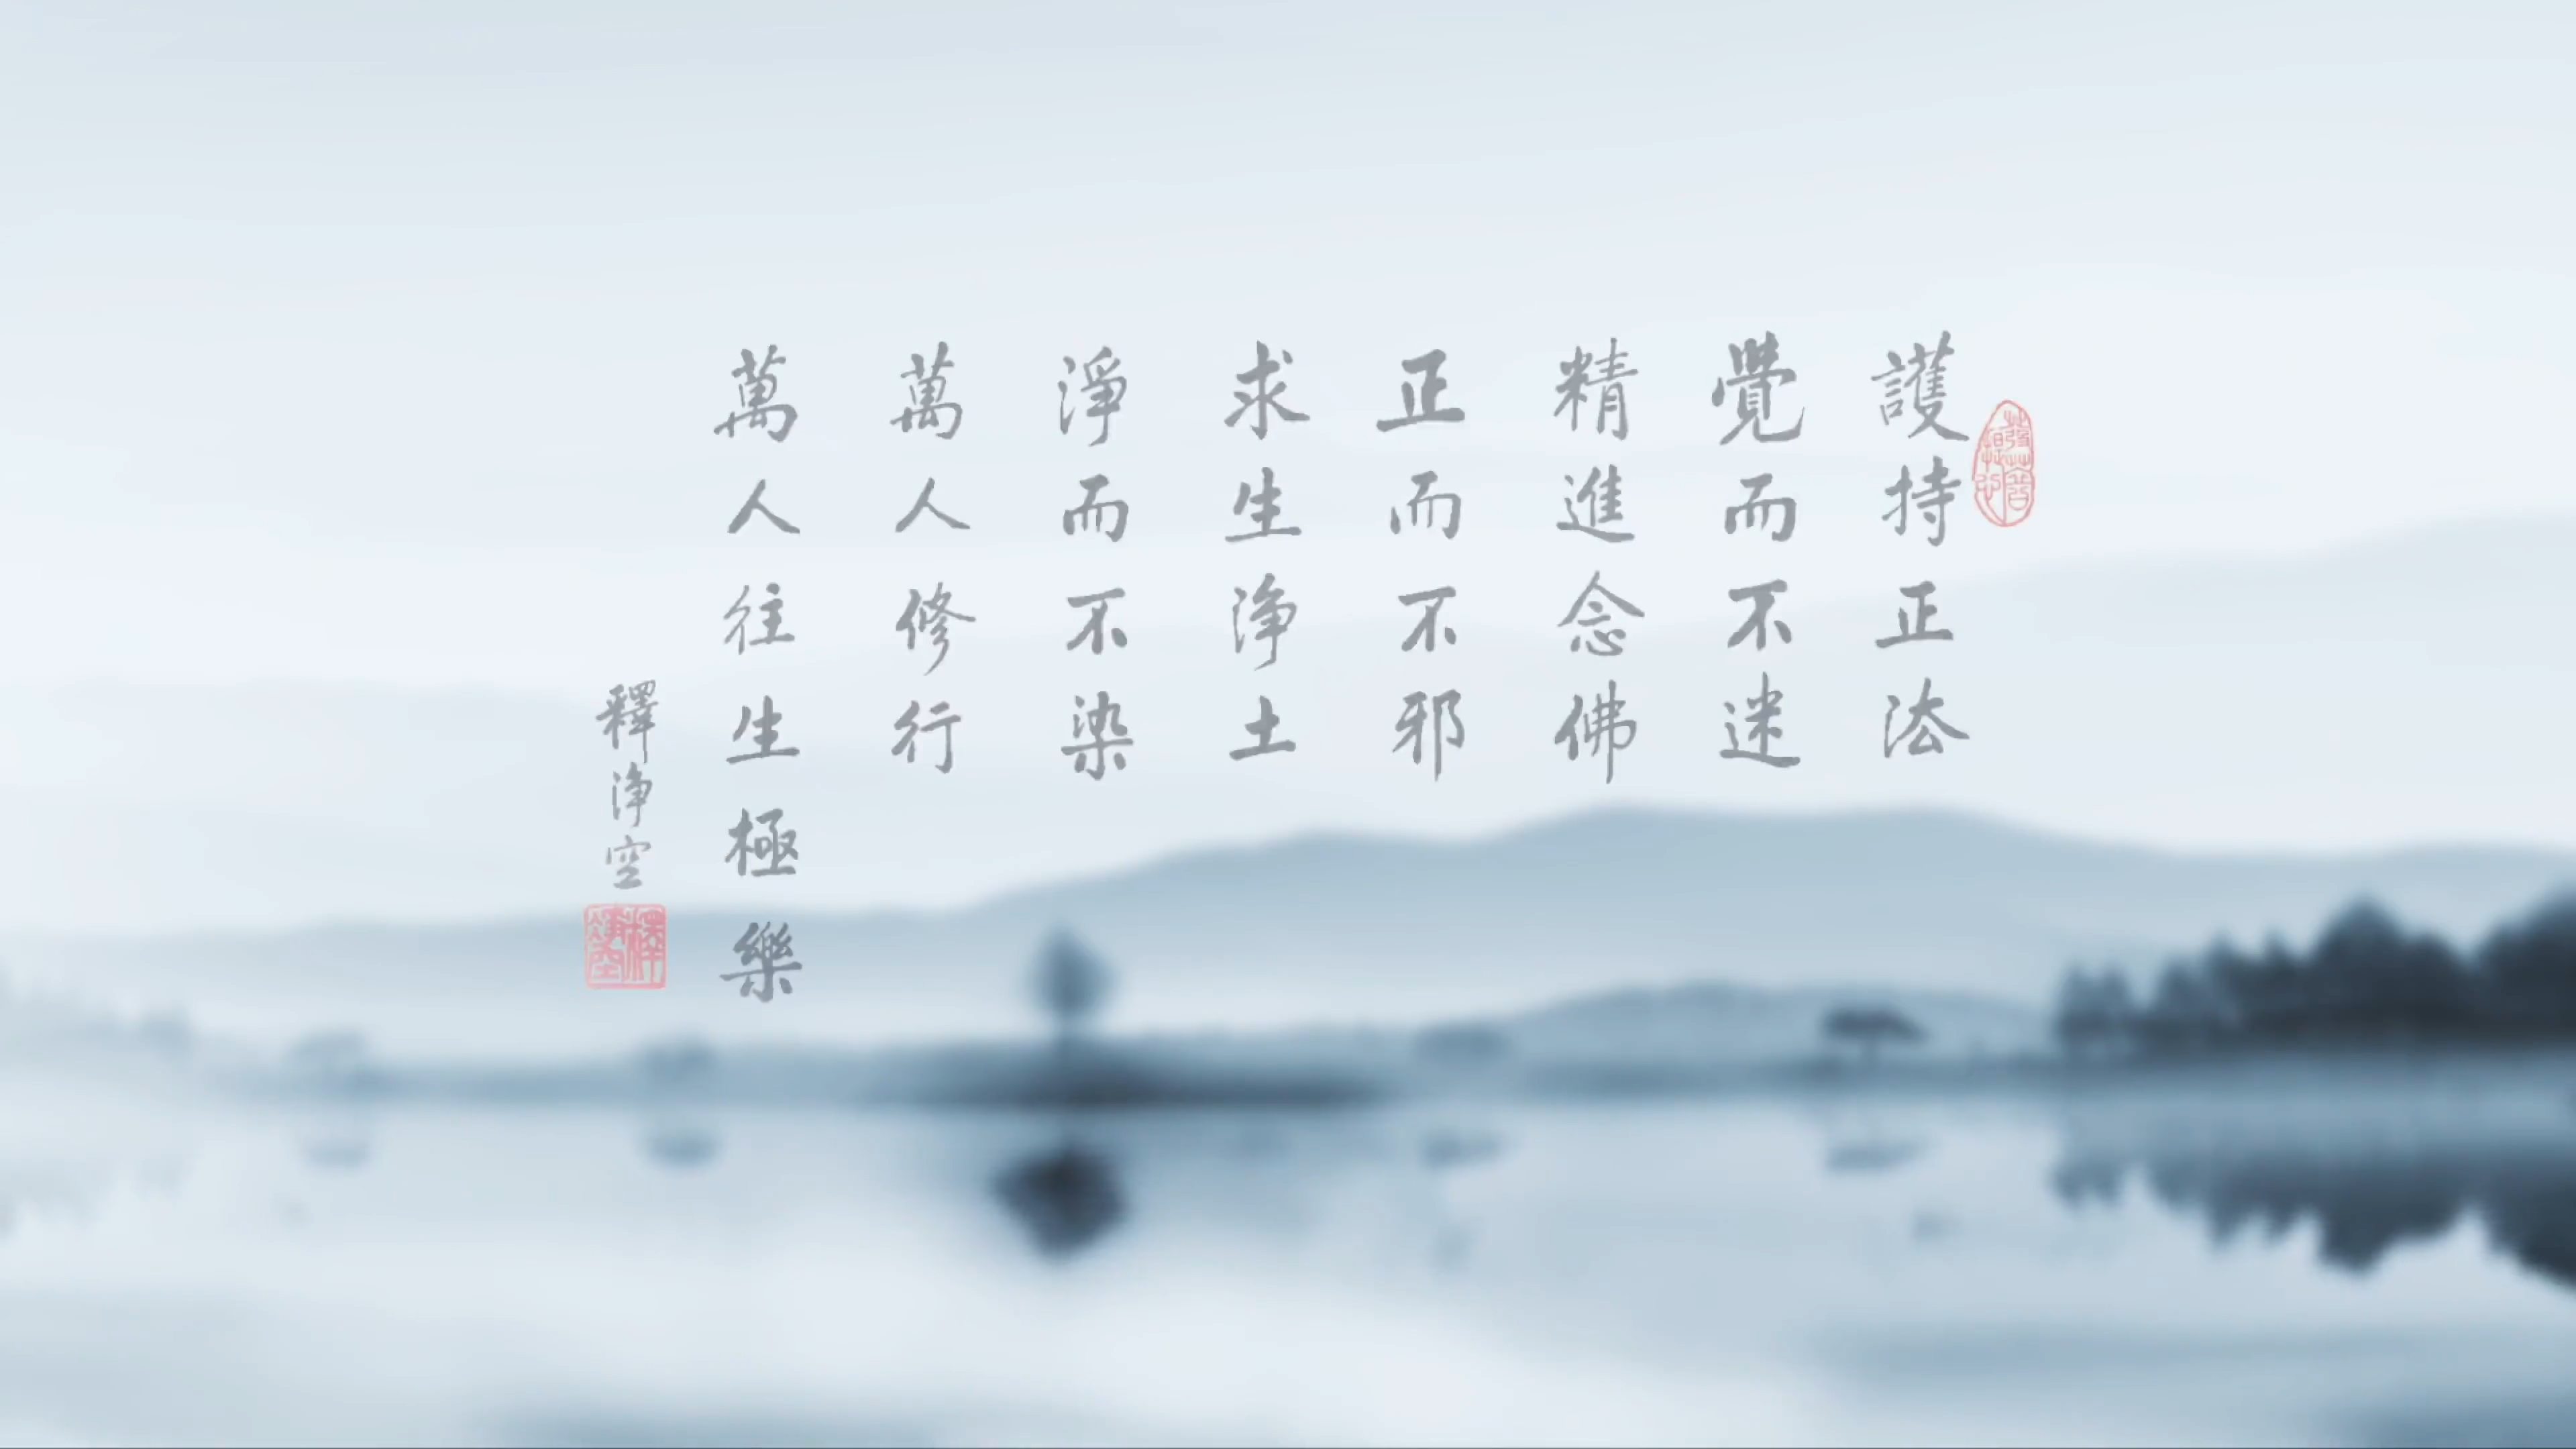 護持正法
覺而不迷
精進念佛
正而不邪
求生淨土
淨而不染
萬人修行
萬人往生極樂
釋淨空